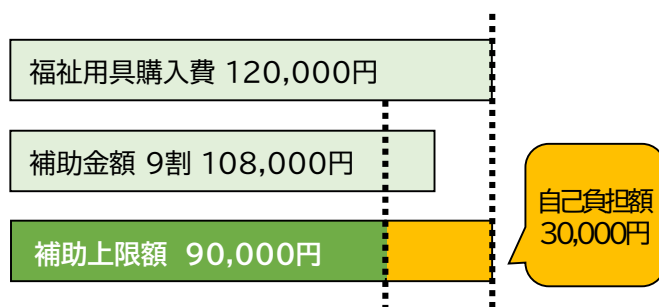 福祉用具購入費 120,000円
補助金額 9割 108,000円
自己負担額
30,000円
補助上限額 90,000円